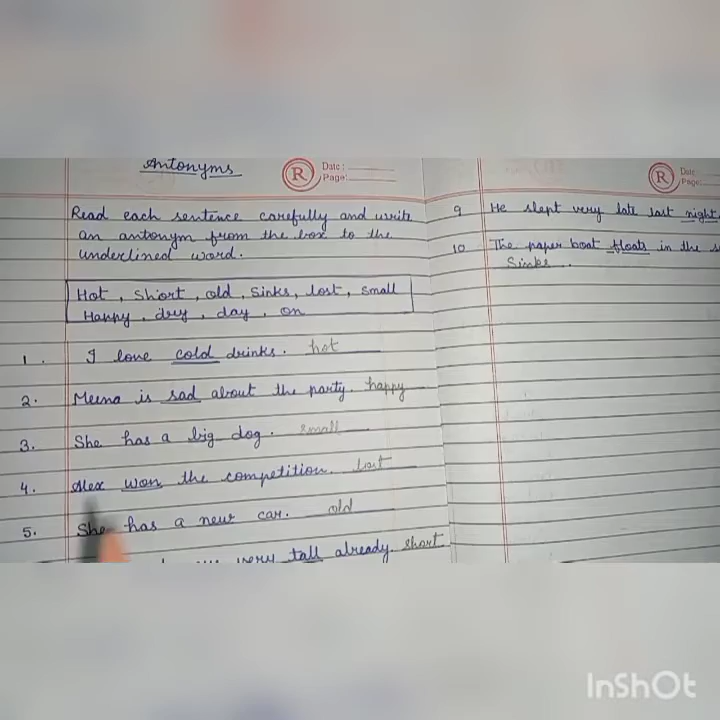 Antonyms
R Date:
Page:
Read each sentence carefully and write
an antonym from the box to the
underlined word.
Hot, Short, old, Sinks, lost, small
Happy, dry, day, on
1. I love cold drinks. hot
2. Meena is sad about the party. happy
3. She has a big dog. small
4. Alex won the competition. Lost
5. She has a new car. old
very tall already. short
R Date:
Page:
9 He slept very late last night
10 The paper boat floats in the
Sinks
InShOt